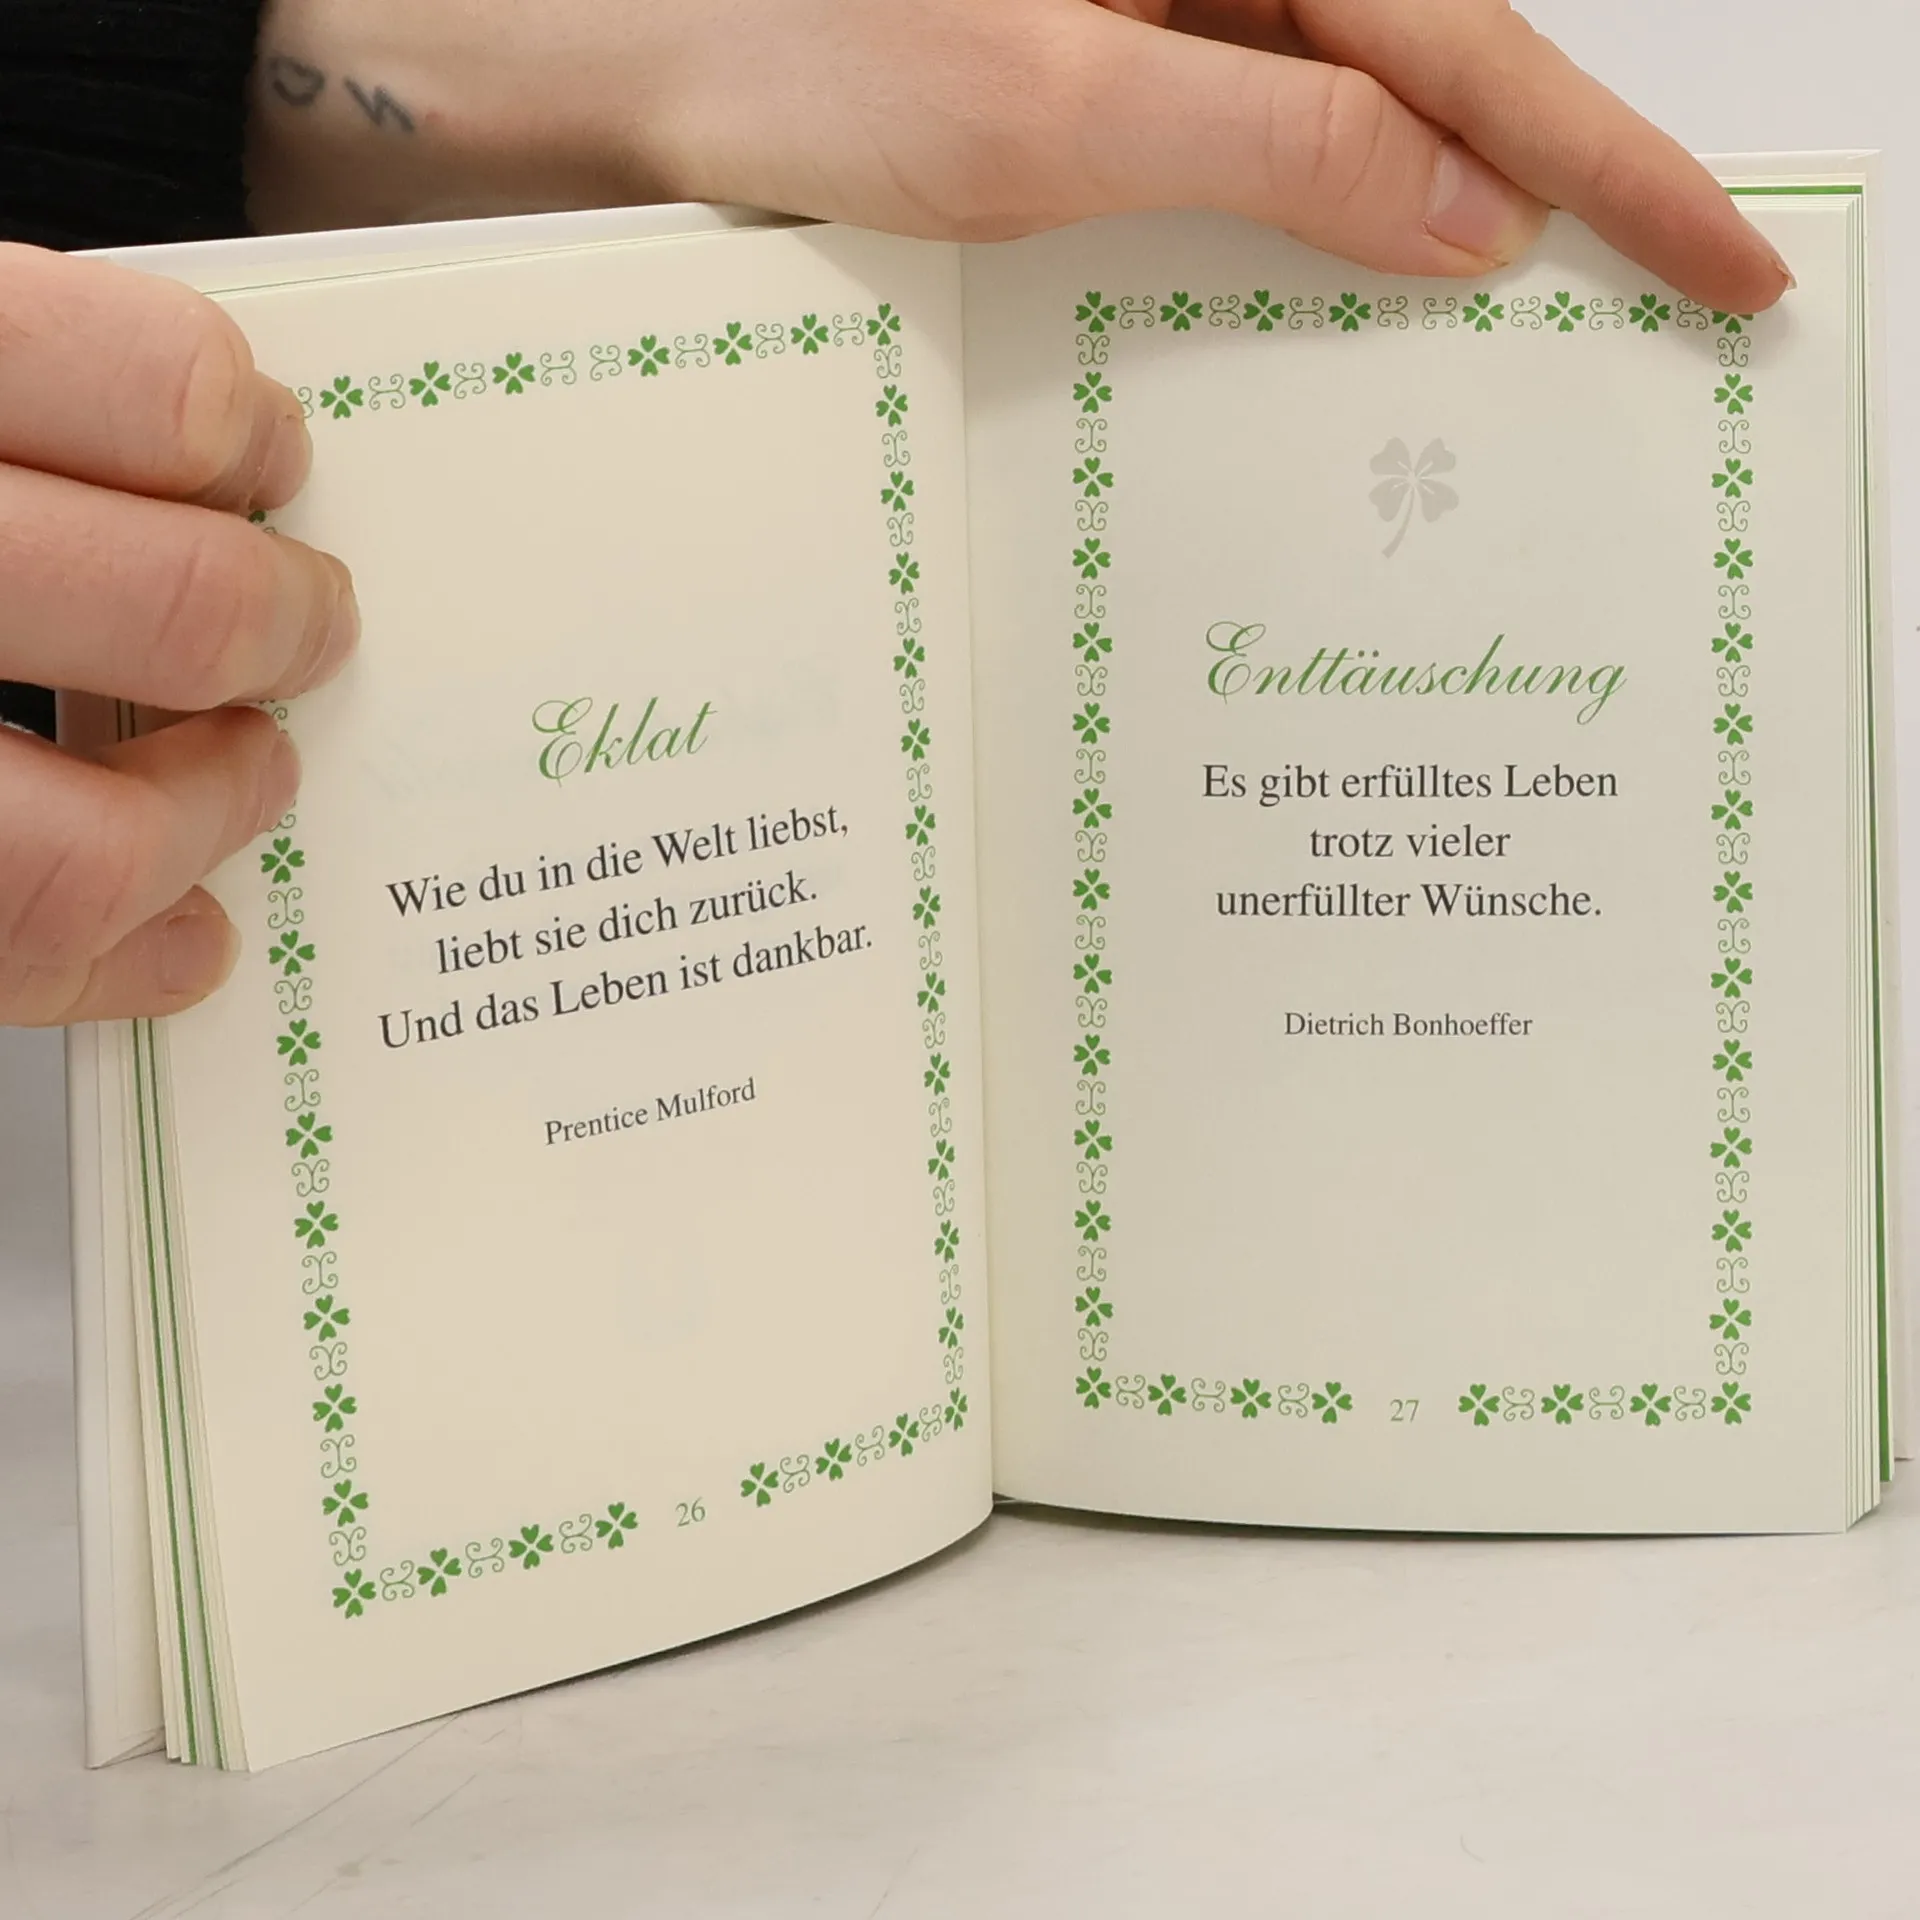 Eklat
Wie du in die Welt liebst,
liebt sie dich zurück.
Und das Leben ist dankbar.
Prentice Mulford
26
Enttäuschung
Es gibt erfülltes Leben
trotz vieler
unerfüllter Wünsche.
Dietrich Bonhoeffer
27